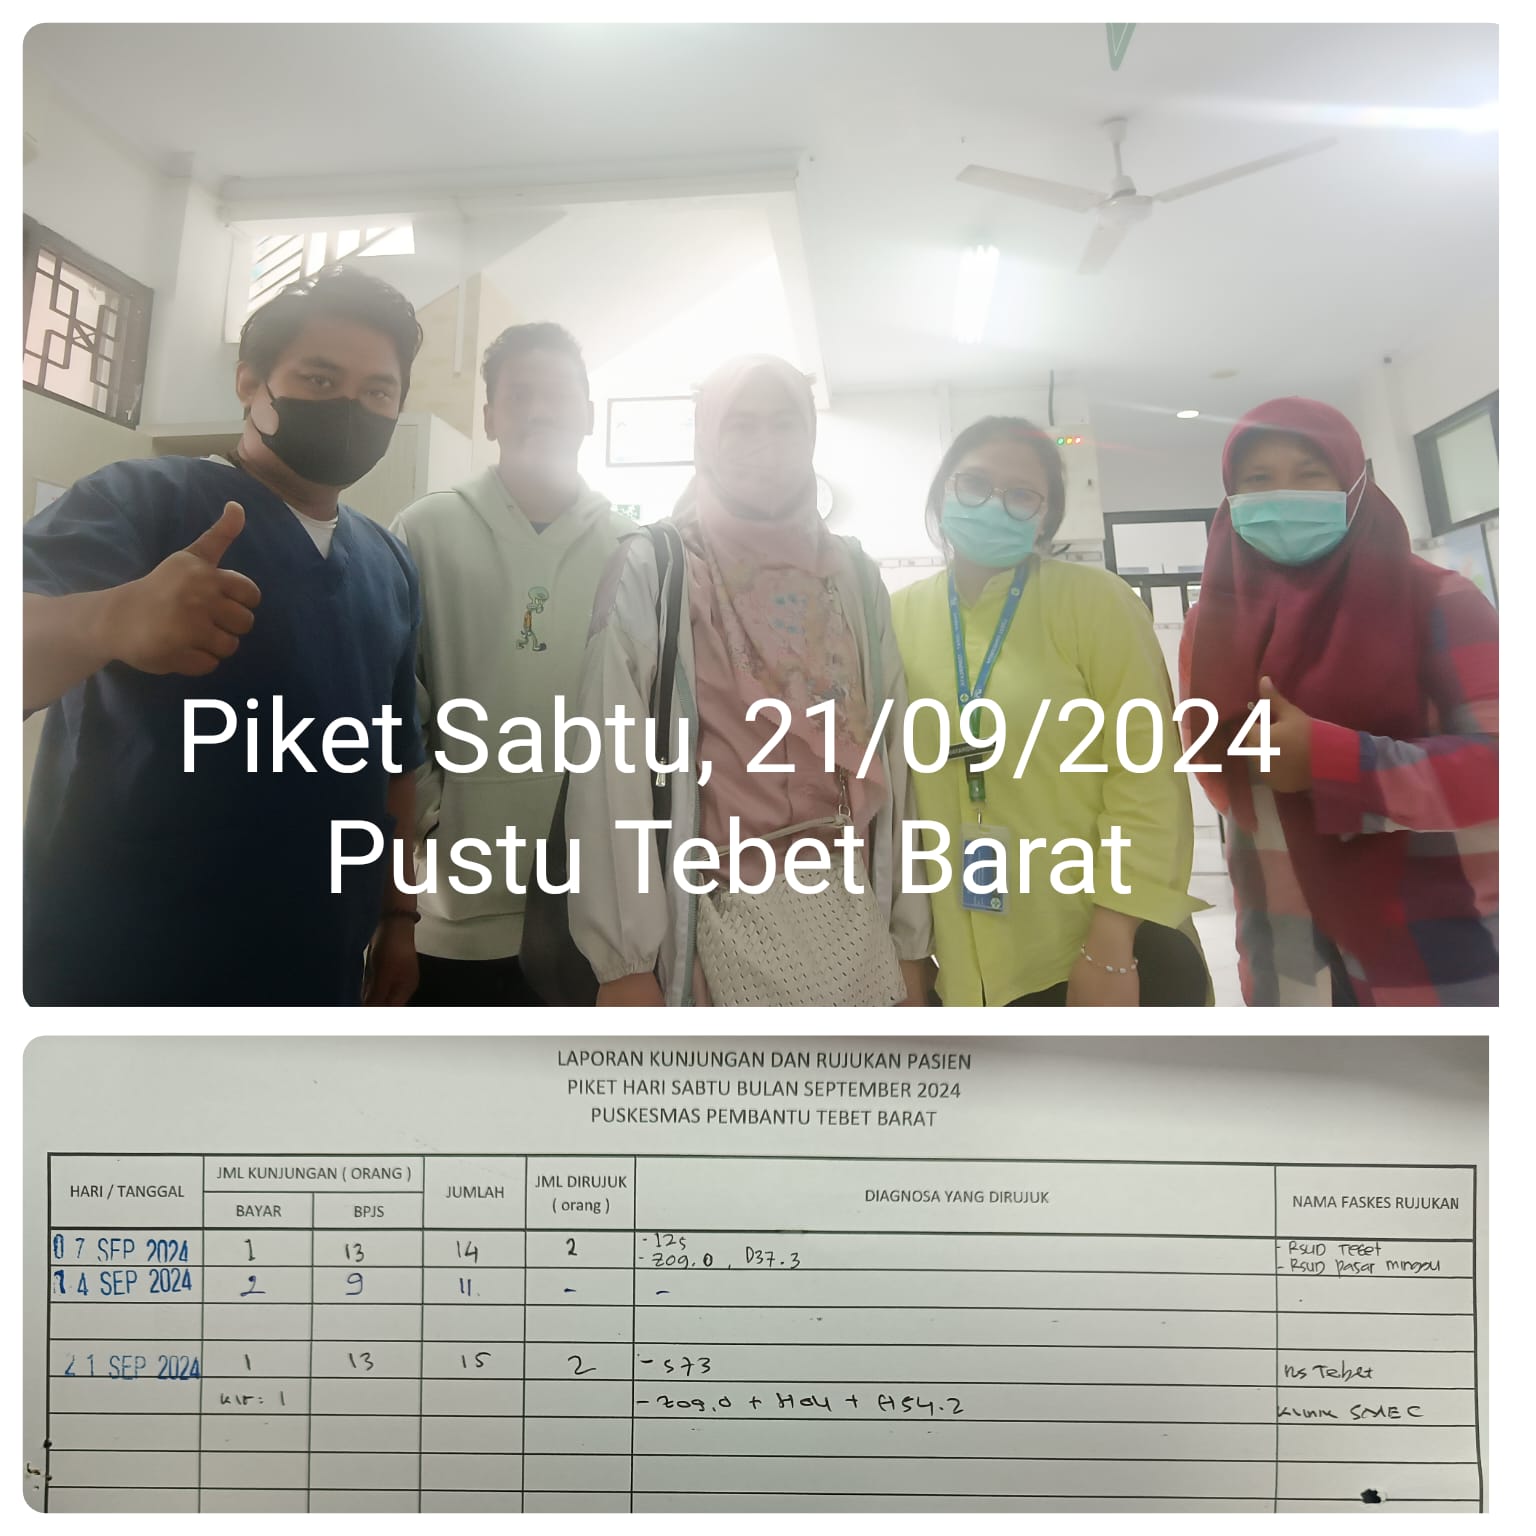 Piket Sabtu, 21/09/2024
Pustu Tebet Barat
LAPORAN KUNJUNGAN DAN RUJUKAN PASIEN
PIKET HARI SABTU BULAN SEPTEMBER 2024
PUSKESMAS PEMBANTU TEBET BARAT
HARI / TANGGAL
JML KUNJUNGAN ( ORANG )
BAYAR
BPJS
JUMLAH
JML DIRUJUK
( orang )
DIAGNOSA YANG DIRUJUK
NAMA FASKES RUJUKAN
07 SEP 2024 1 13 14 2
- I25
- Z09.0, D37.3
- RSUD Tebet
- RSUD Pasar minggu
14 SEP 2024 2 9 11. - -
21 SEP 2024 1 13 15 2 - S73
RS Tebet
KIR: 1
- Z09.0 + H04 + H54.2
Klinik SMEC